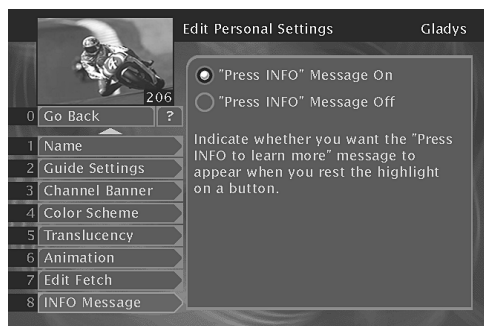 Edit Personal Settings Gladys
206
0 Go Back ?
"Press INFO" Message On
"Press INFO" Message Off
Indicate whether you want the "Press
INFO to learn more" message to
appear when you rest the highlight
on a button.
1 Name
2 Guide Settings
3 Channel Banner
4 Color Scheme
5 Translucency
6 Animation
7 Edit Fetch
8 INFO Message